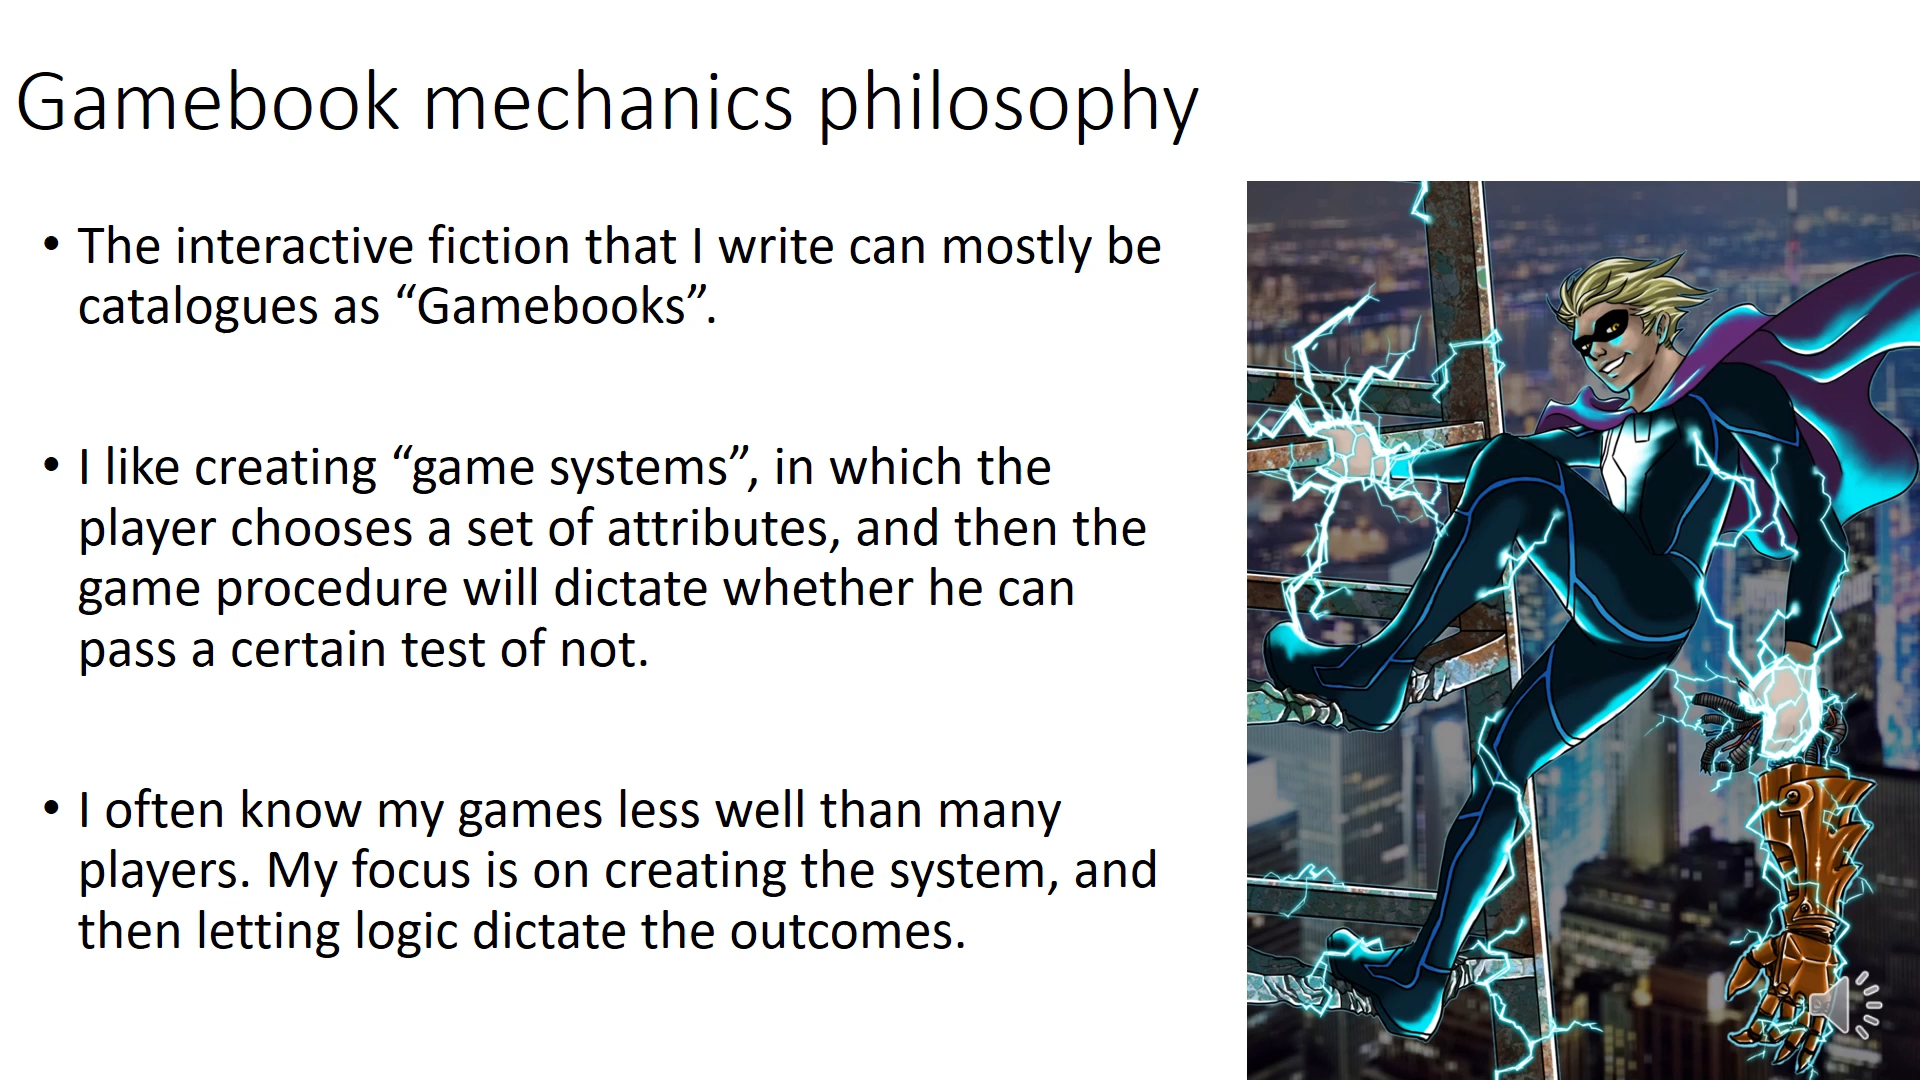 Gamebook mechanics philosophy
• The interactive fiction that I write can mostly be
catalogues as “Gamebooks”.
• I like creating “game systems”, in which the
player chooses a set of attributes, and then the
game procedure will dictate whether he can
pass a certain test of not.
• I often know my games less well than many
players. My focus is on creating the system, and
then letting logic dictate the outcomes.